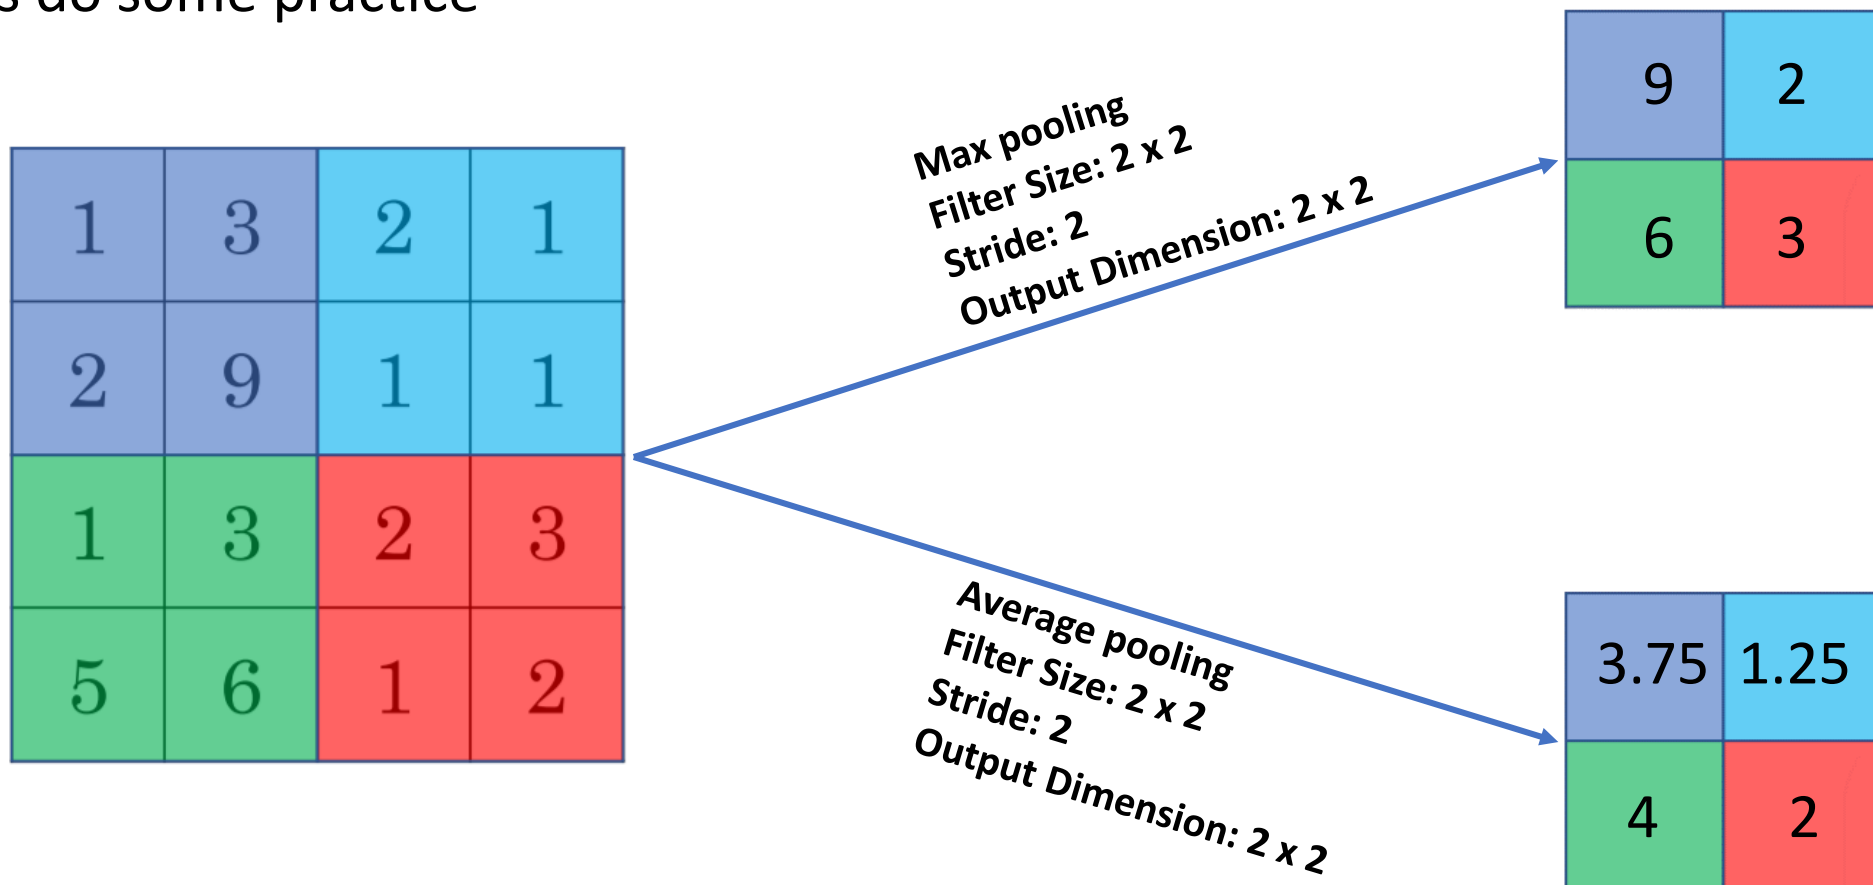 s do some practice
1 3 2 1
2 9 1 1
1 3 2 3
5 6 1 2
Max pooling
Filter Size: 2 x 2
Stride: 2
Output Dimension: 2 x 2
9 2
6 3
Average pooling
Filter Size: 2 x 2
Stride: 2
Output Dimension: 2 x 2
3.75 1.25
4 2